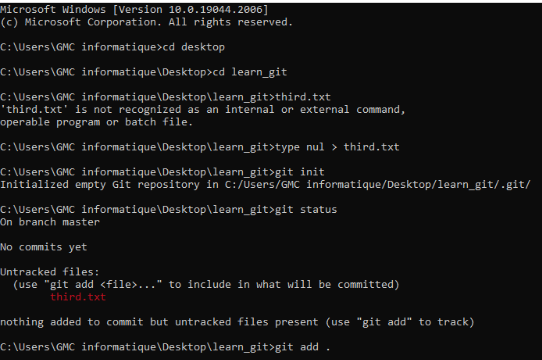 Microsoft Windows [Version 10.0.19044.2006]
(c) Microsoft Corporation. All rights reserved.
C:\Users\GMC informatique>cd desktop
C:\Users\GMC informatique\Desktop>cd learn_git
C:\Users\GMC informatique\Desktop\learn_git>third.txt
'third.txt' is not recognized as an internal or external command,
operable program or batch file.
C:\Users\GMC informatique\Desktop\learn_git>type nul > third.txt
C:\Users\GMC informatique\Desktop\learn_git>git init
Initialized empty Git repository in C:/Users/GMC informatique/Desktop/learn_git/.git/
C:\Users\GMC informatique\Desktop\learn_git>git status
On branch master
No commits yet
Untracked files:
  (use "git add <file>..." to include in what will be committed)
        third.txt
nothing added to commit but untracked files present (use "git add" to track)
C:\Users\GMC informatique\Desktop\learn_git>git add .